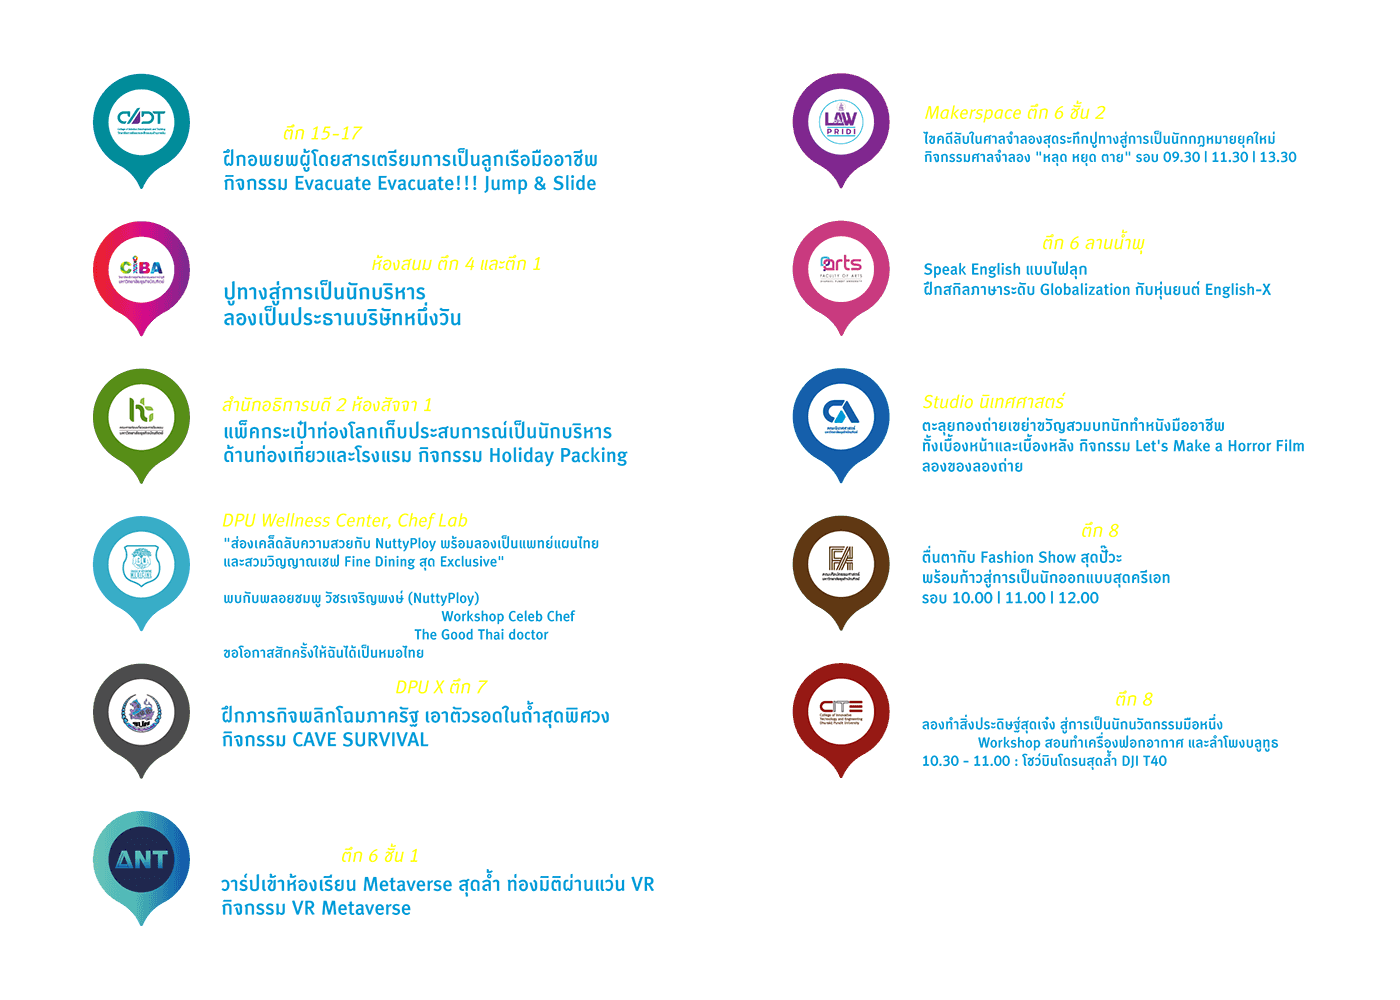 CADT
ตึก 15-17
ฝึกอพยพผู้โดยสารเตรียมการเป็นลูกเรือมืออาชีพ
กิจกรรม Evacuate Evacuate!!! Jump & Slide
CIBA
ห้องสมุด ตึก 4 และตึก 1
ปูทางสู่การเป็นนักบริหาร
ลองเป็นประธานบริษัทหนึ่งวัน
สำนักอธิการบดี 2 ห้องสัจจา 1
แพ็คกระเป๋าท่องโลกเก็บประสบการณ์เป็นนักบริหาร
ด้านท่องเที่ยวและโรงแรม กิจกรรม Holiday Packing
DPU Wellness Center, Chef Lab
"ส่องเคล็ดลับความสวยกับ NuttyPloy พร้อมลองเป็นแพทย์แผนไทย
และสวมวิญญาณเชฟ Fine Dining สุด Exclusive"
พบกับพลอยชมพู วัชรเจริญพงษ์ (NuttyPloy)
Workshop Celeb Chef
The Good Thai doctor
ขอโอกาสสักครั้งให้ฉันได้เป็นหมอไทย
DPU X ตึก 7
ฝึกภารกิจพลิกโฉมภาครัฐ เอาตัวรอดในถ้ำสุดพิศวง
กิจกรรม CAVE SURVIVAL
ANT
ตึก 6 ชั้น 1
วาร์ปเข้าห้องเรียน Metaverse สุดล้ำ ท่องมิติผ่านแว่น VR
กิจกรรม VR Metaverse
LAW
PRIDI
Makerspace ตึก 6 ชั้น 2
ไขคดีลับในศาลจำลองสุดระทึกปูทางสู่การเป็นนักกฎหมายยุคใหม่
กิจกรรมศาลจำลอง "หลุด หยุด ตาย" รอบ 09.30 | 11.30 | 13.30
arts
FACULTY OF ARTS
ตึก 6 ลานน้ำพุ
Speak English แบบไฟลุก
ฝึกสกิลภาษาระดับ Globalization กับหุ่นยนต์ English-X
CA
Studio นิเทศศาสตร์
ตะลุยกองถ่ายเขย่าขวัญสวมบทนักทำหนังมืออาชีพ
ทั้งเบื้องหน้าและเบื้องหลัง กิจกรรม Let's Make a Horror Film
ลองของลองถ่าย
FA
ตึก 8
ตื่นตากับ Fashion Show สุดปั๊วะ
พร้อมก้าวสู่การเป็นนักออกแบบสุดครีเอท
รอบ 10.00 | 11.00 | 12.00
CITE
College of Innovative
Technology and Engineering
ตึก 8
ลองทำสิ่งประดิษฐ์สุดเจ๋ง สู่การเป็นนักนวัตกรรมมือหนึ่ง
Workshop สอนทำเครื่องฟอกอากาศ และลำโพงบลูทูธ
10.30 - 11.00 : โชว์บินโดรนสุดล้ำ DJI T40